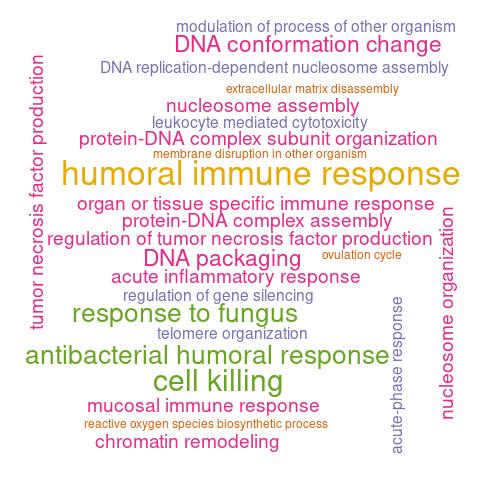 modulation of process of other organism
DNA conformation change
DNA replication-dependent nucleosome assembly
extracellular matrix disassembly
nucleosome assembly
leukocyte mediated cytotoxicity
protein-DNA complex subunit organization
membrane disruption in other organism
humoral immune response
organ or tissue specific immune response
protein-DNA complex assembly
regulation of tumor necrosis factor production
DNA packaging
ovulation cycle
acute inflammatory response
regulation of gene silencing
response to fungus
telomere organization
antibacterial humoral response
cell killing
mucosal immune response
reactive oxygen species biosynthetic process
chromatin remodeling
tumor necrosis factor production
acute-phase response
nucleosome organization